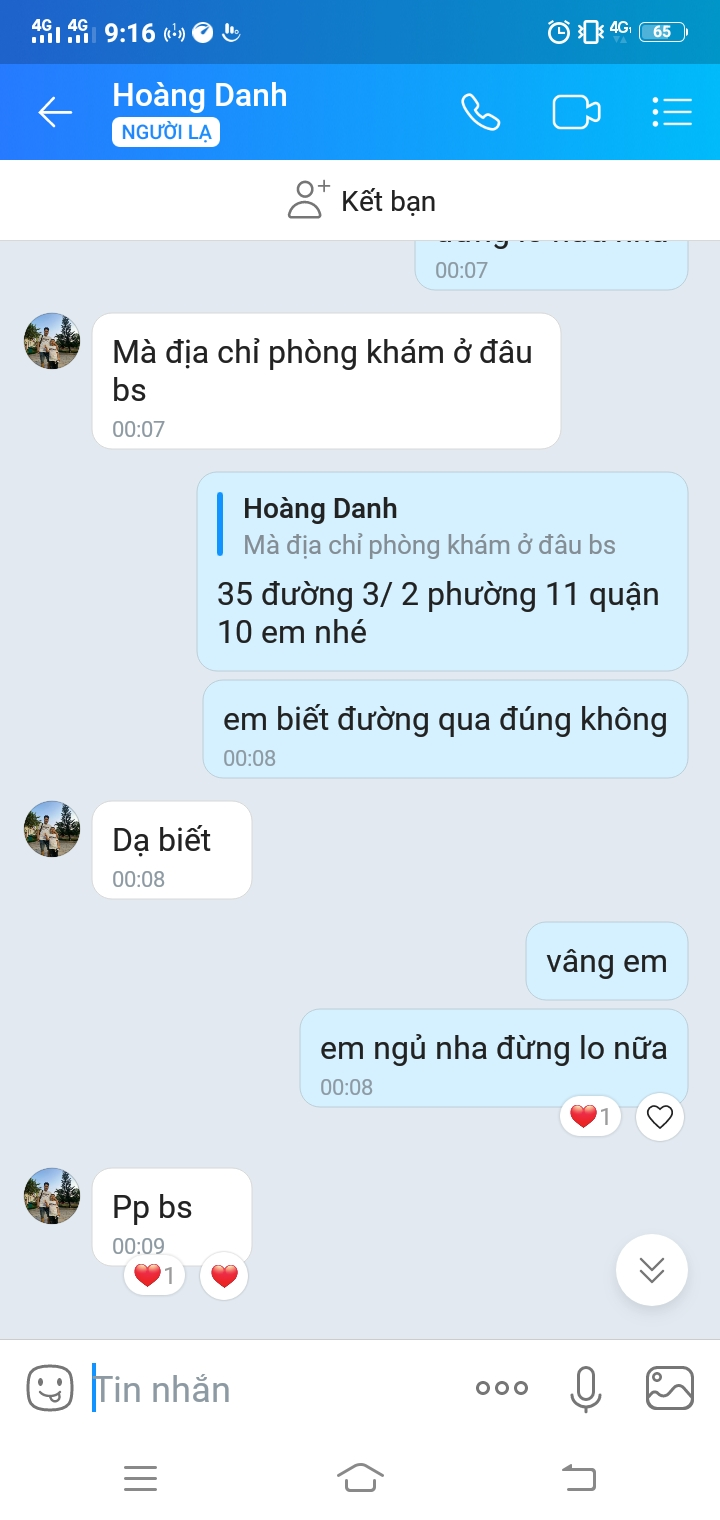 4G 4G 9:16 4G 65
Hoàng Danh
NGƯỜI LẠ
Kết bạn
00:07
Mà địa chỉ phòng khám ở đâu
bs
00:07
Hoàng Danh
Mà địa chỉ phòng khám ở đâu bs
35 đường 3/ 2 phường 11 quận
10 em nhé
em biết đường qua đúng không
00:08
Dạ biết
00:08
vâng em
em ngủ nha đừng lo nữa
00:08
1
Pp bs
00:09
1
Tin nhắn